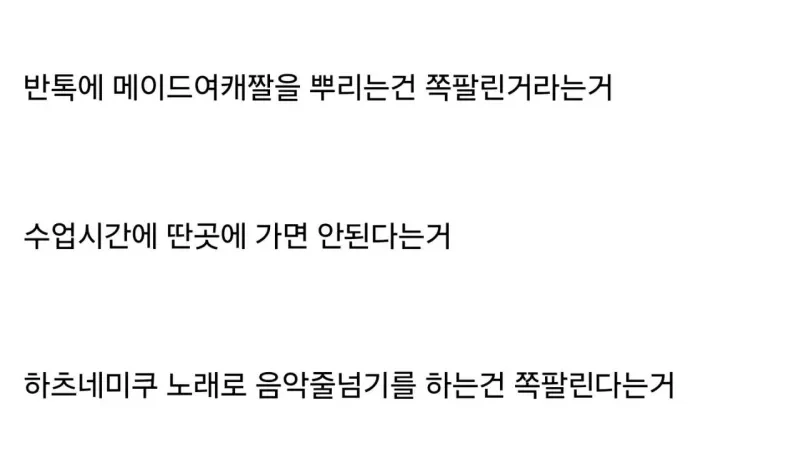 반톡에 메이드여캐짤을 뿌리는건 쪽팔린거라는거
수업시간에 딴곳에 가면 안된다는거
하츠네미쿠 노래로 음악줄넘기를 하는건 쪽팔린다는거